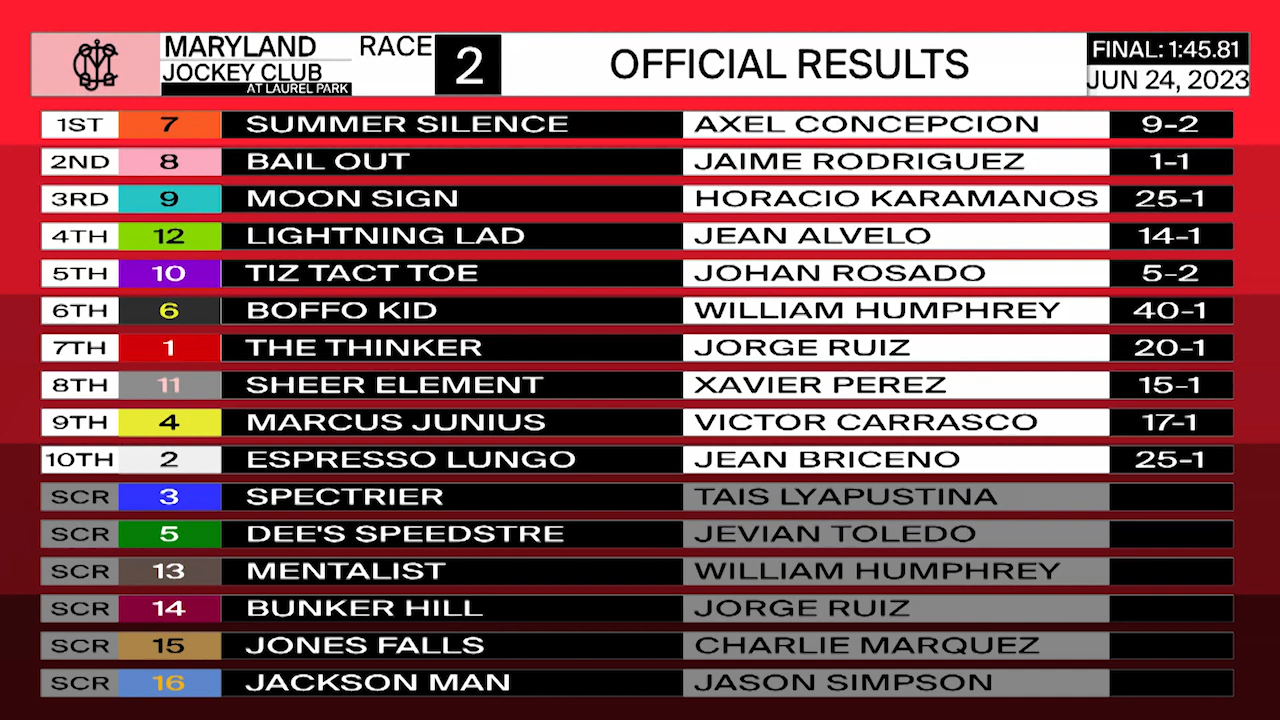 MARYLAND
JOCKEY CLUB
AT LAUREL PARK
RACE 2
OFFICIAL RESULTS
FINAL: 1:45.81
JUN 24, 2023
1ST 7 SUMMER SILENCE AXEL CONCEPCION 9-2
2ND 8 BAIL OUT JAIME RODRIGUEZ 1-1
3RD 9 MOON SIGN HORACIO KARAMANOS 25-1
4TH 12 LIGHTNING LAD JEAN ALVELO 14-1
5TH 10 TIZ TACT TOE JOHAN ROSADO 5-2
6TH 6 BOFFO KID WILLIAM HUMPHREY 40-1
7TH 1 THE THINKER JORGE RUIZ 20-1
8TH 11 SHEER ELEMENT XAVIER PEREZ 15-1
9TH 4 MARCUS JUNIUS VICTOR CARRASCO 17-1
10TH 2 ESPRESSO LUNGO JEAN BRICENO 25-1
SCR 3 SPECTRIER TAIS LYAPUSTINA
SCR 5 DEE'S SPEEDSTRE JEVIAN TOLEDO
SCR 13 MENTALIST WILLIAM HUMPHREY
SCR 14 BUNKER HILL JORGE RUIZ
SCR 15 JONES FALLS CHARLIE MARQUEZ
SCR 16 JACKSON MAN JASON SIMPSON